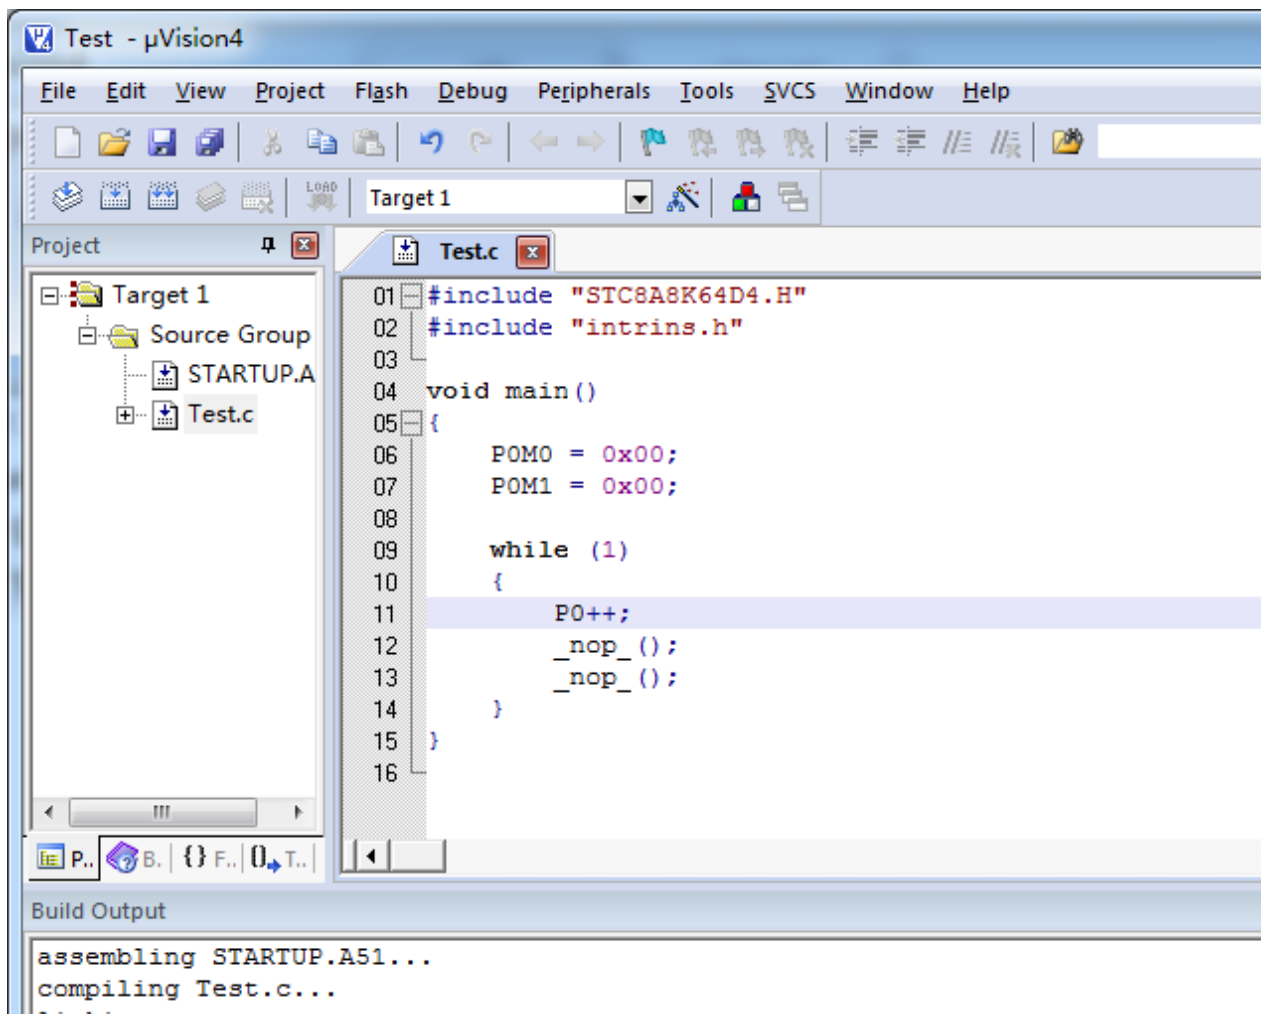 Test - µVision4
File Edit View Project Flash Debug Peripherals Tools SVCS Window Help
LOAD
Target 1
Project
Test.c
Target 1
Source Group
STARTUP.A
Test.c
01 #include "STC8A8K64D4.H"
02 #include "intrins.h"
03
04 void main()
05 {
06 P0M0 = 0x00;
07 P0M1 = 0x00;
08
09 while (1)
10 {
11 P0++;
12 _nop_();
13 _nop_();
14 }
15 }
16
P.. B. {} F.. T..
Build Output
assembling STARTUP.A51...
compiling Test.c...